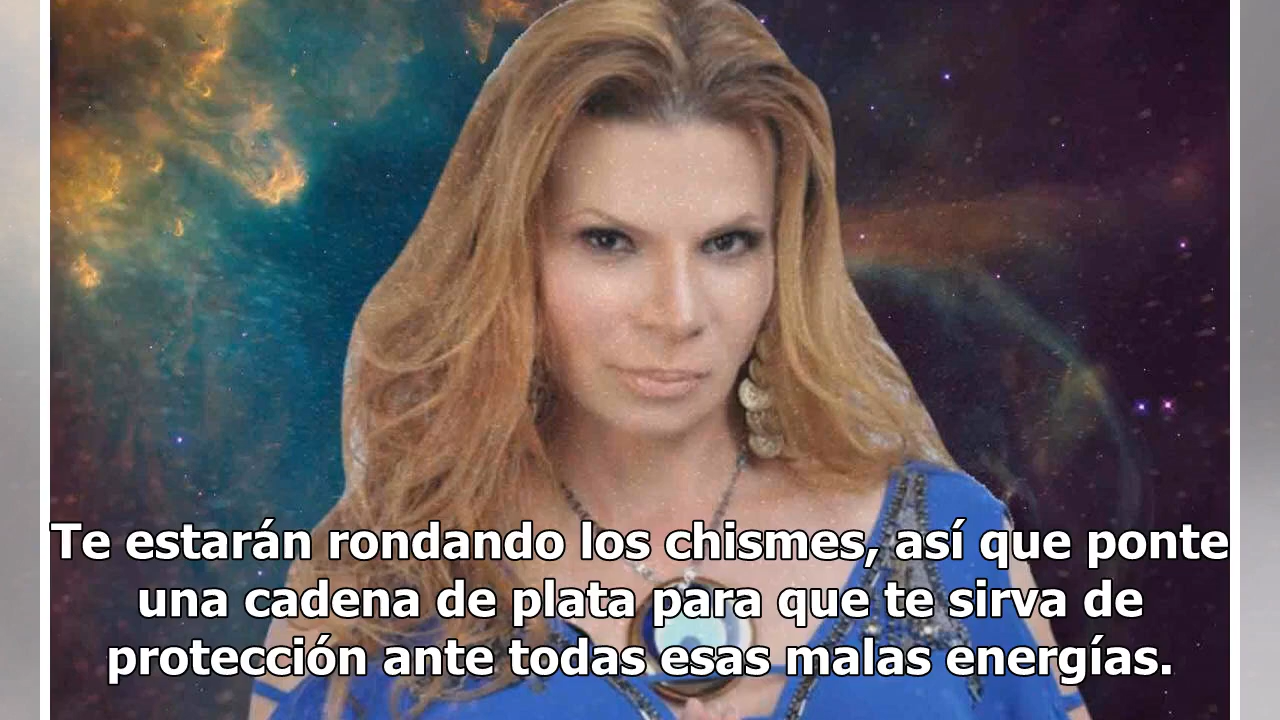 Te estarán rondando los chismes, así que ponte
una cadena de plata para que te sirva de
protección ante todas esas malas energías.